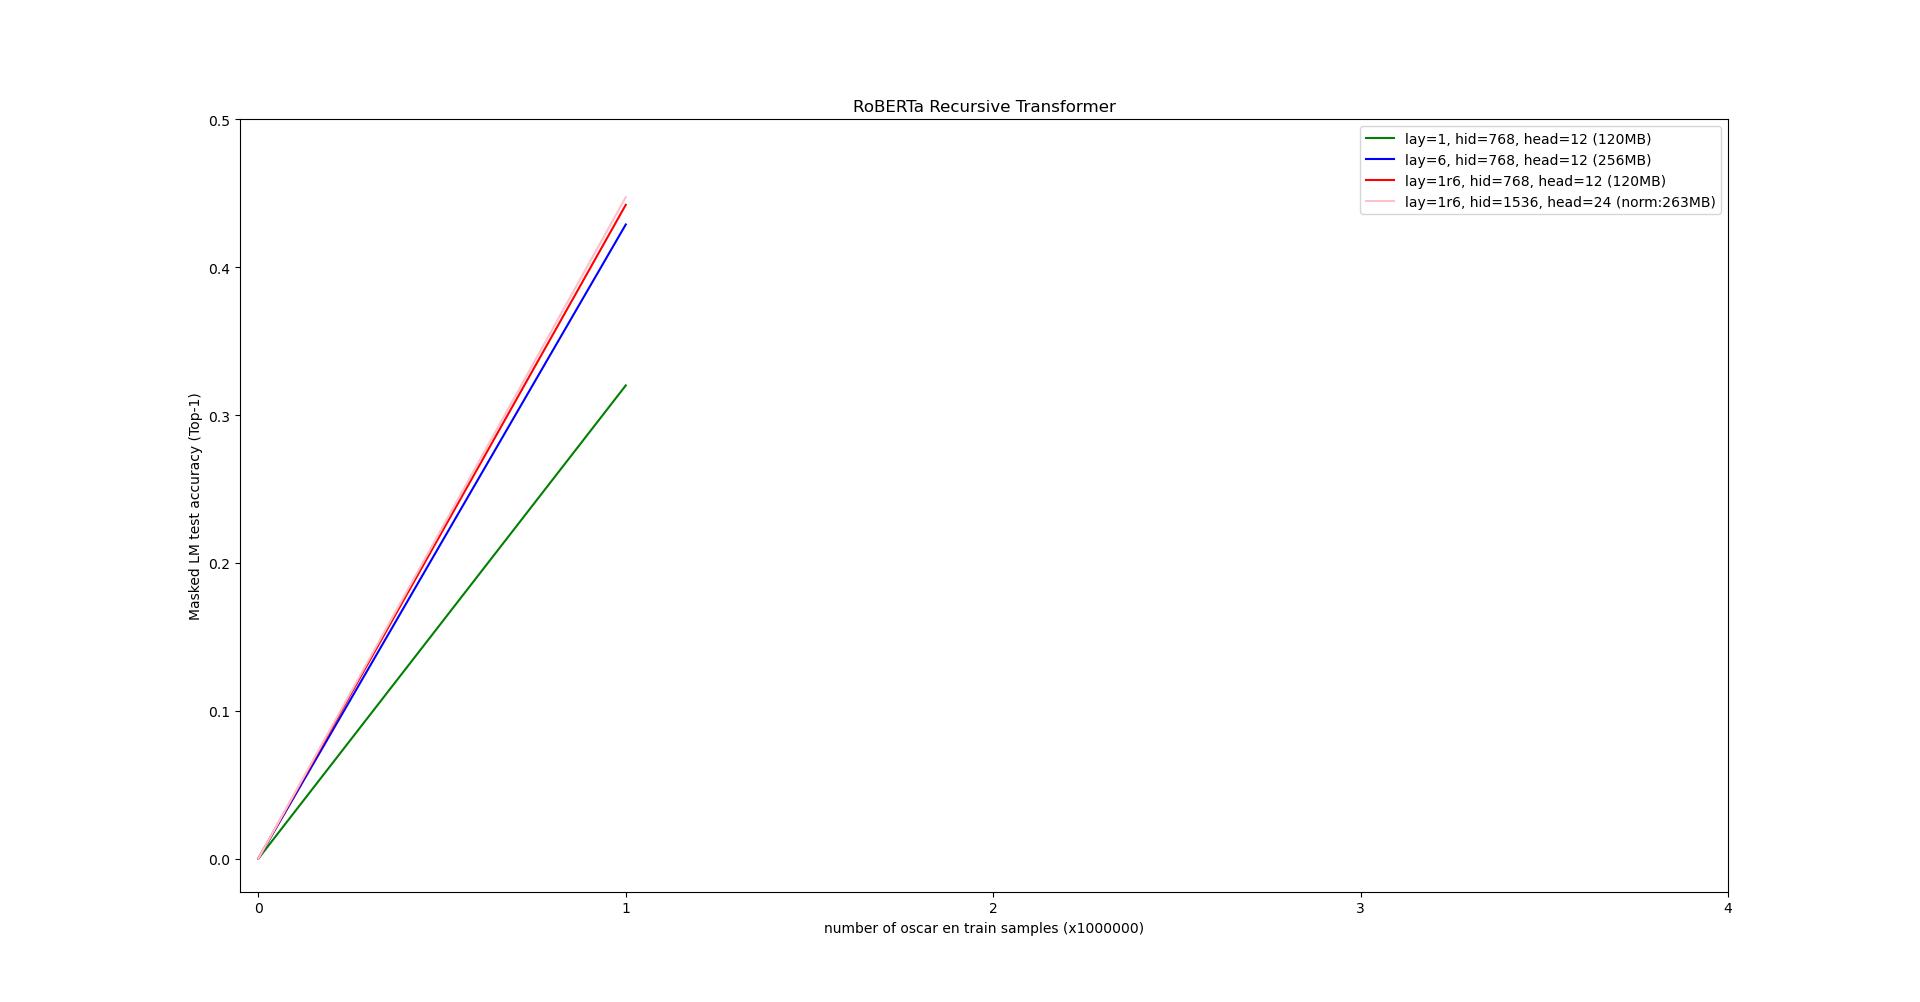 RoBERTa Recursive Transformer
lay=1, hid=768, head=12 (120MB)
lay=6, hid=768, head=12 (256MB)
lay=1r6, hid=768, head=12 (120MB)
lay=1r6, hid=1536, head=24 (norm:263MB)
Masked LM test accuracy (Top-1)
0.5
0.4
0.3
0.2
0.1
0.0
0 1 2 3 4
number of oscar en train samples (x1000000)